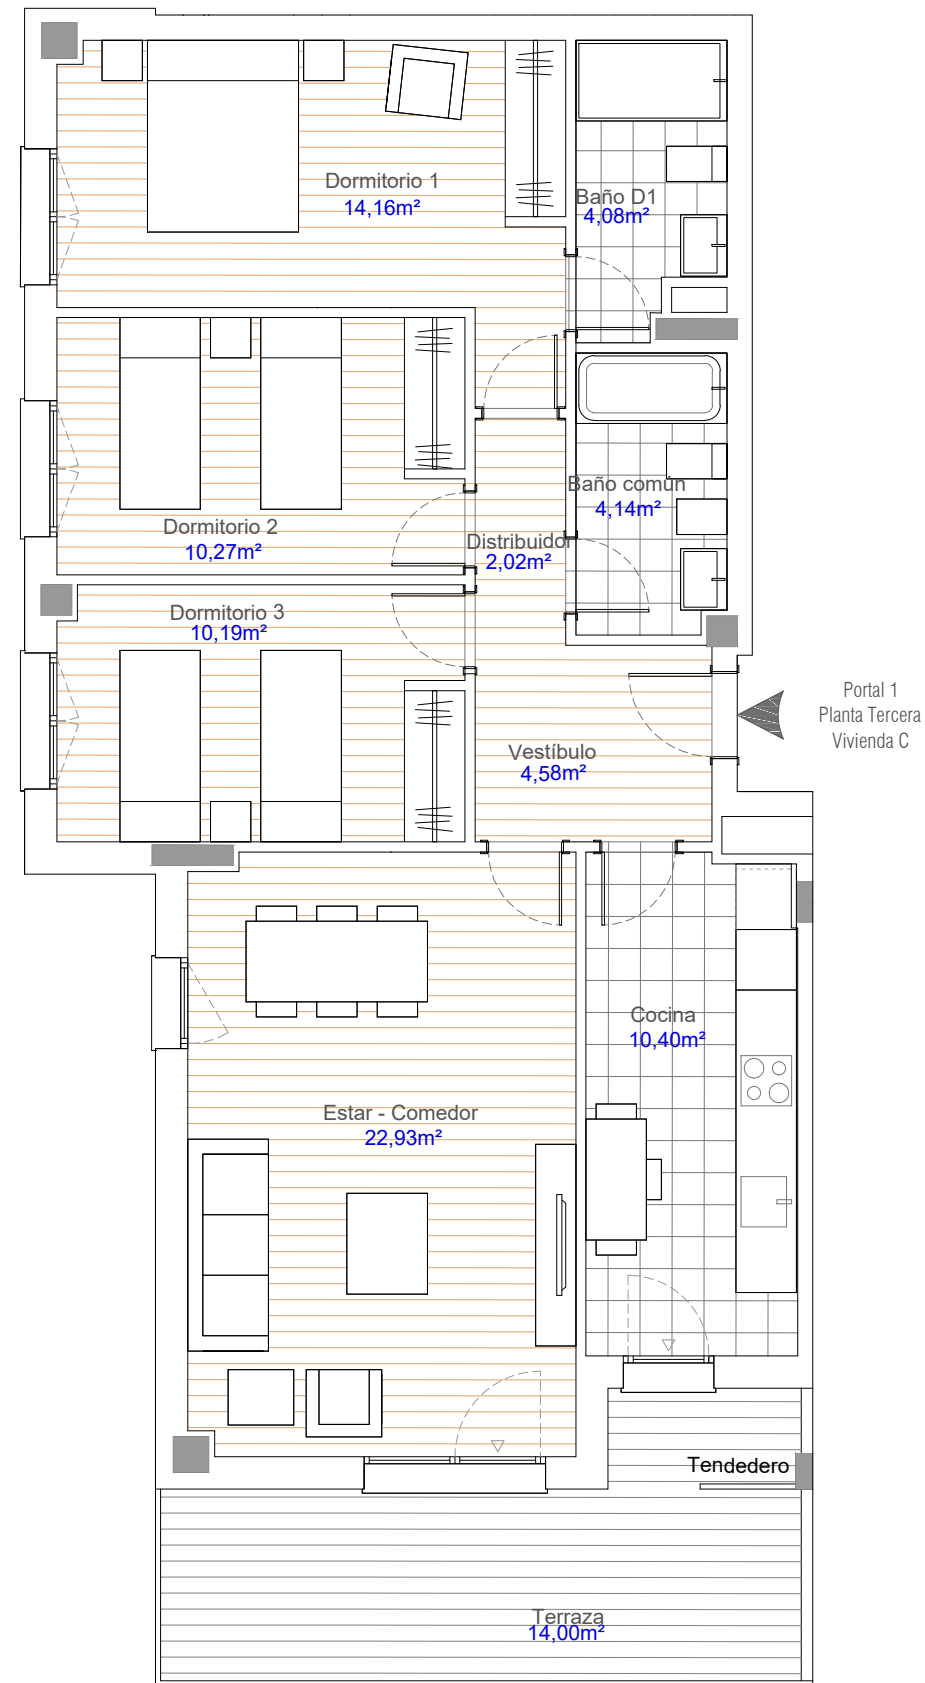 Dormitorio 1
14,16m²
Baño D1
4,08m²
Baño común
4,14m²
Dormitorio 2
10,27m²
Distribuidor
2,02m²
Dormitorio 3
10,19m²
Portal 1
Planta Tercera
Vivienda C
Vestíbulo
4,58m²
Cocina
10,40m²
Estar - Comedor
22,93m²
Tendedero
Terraza
14,00m²